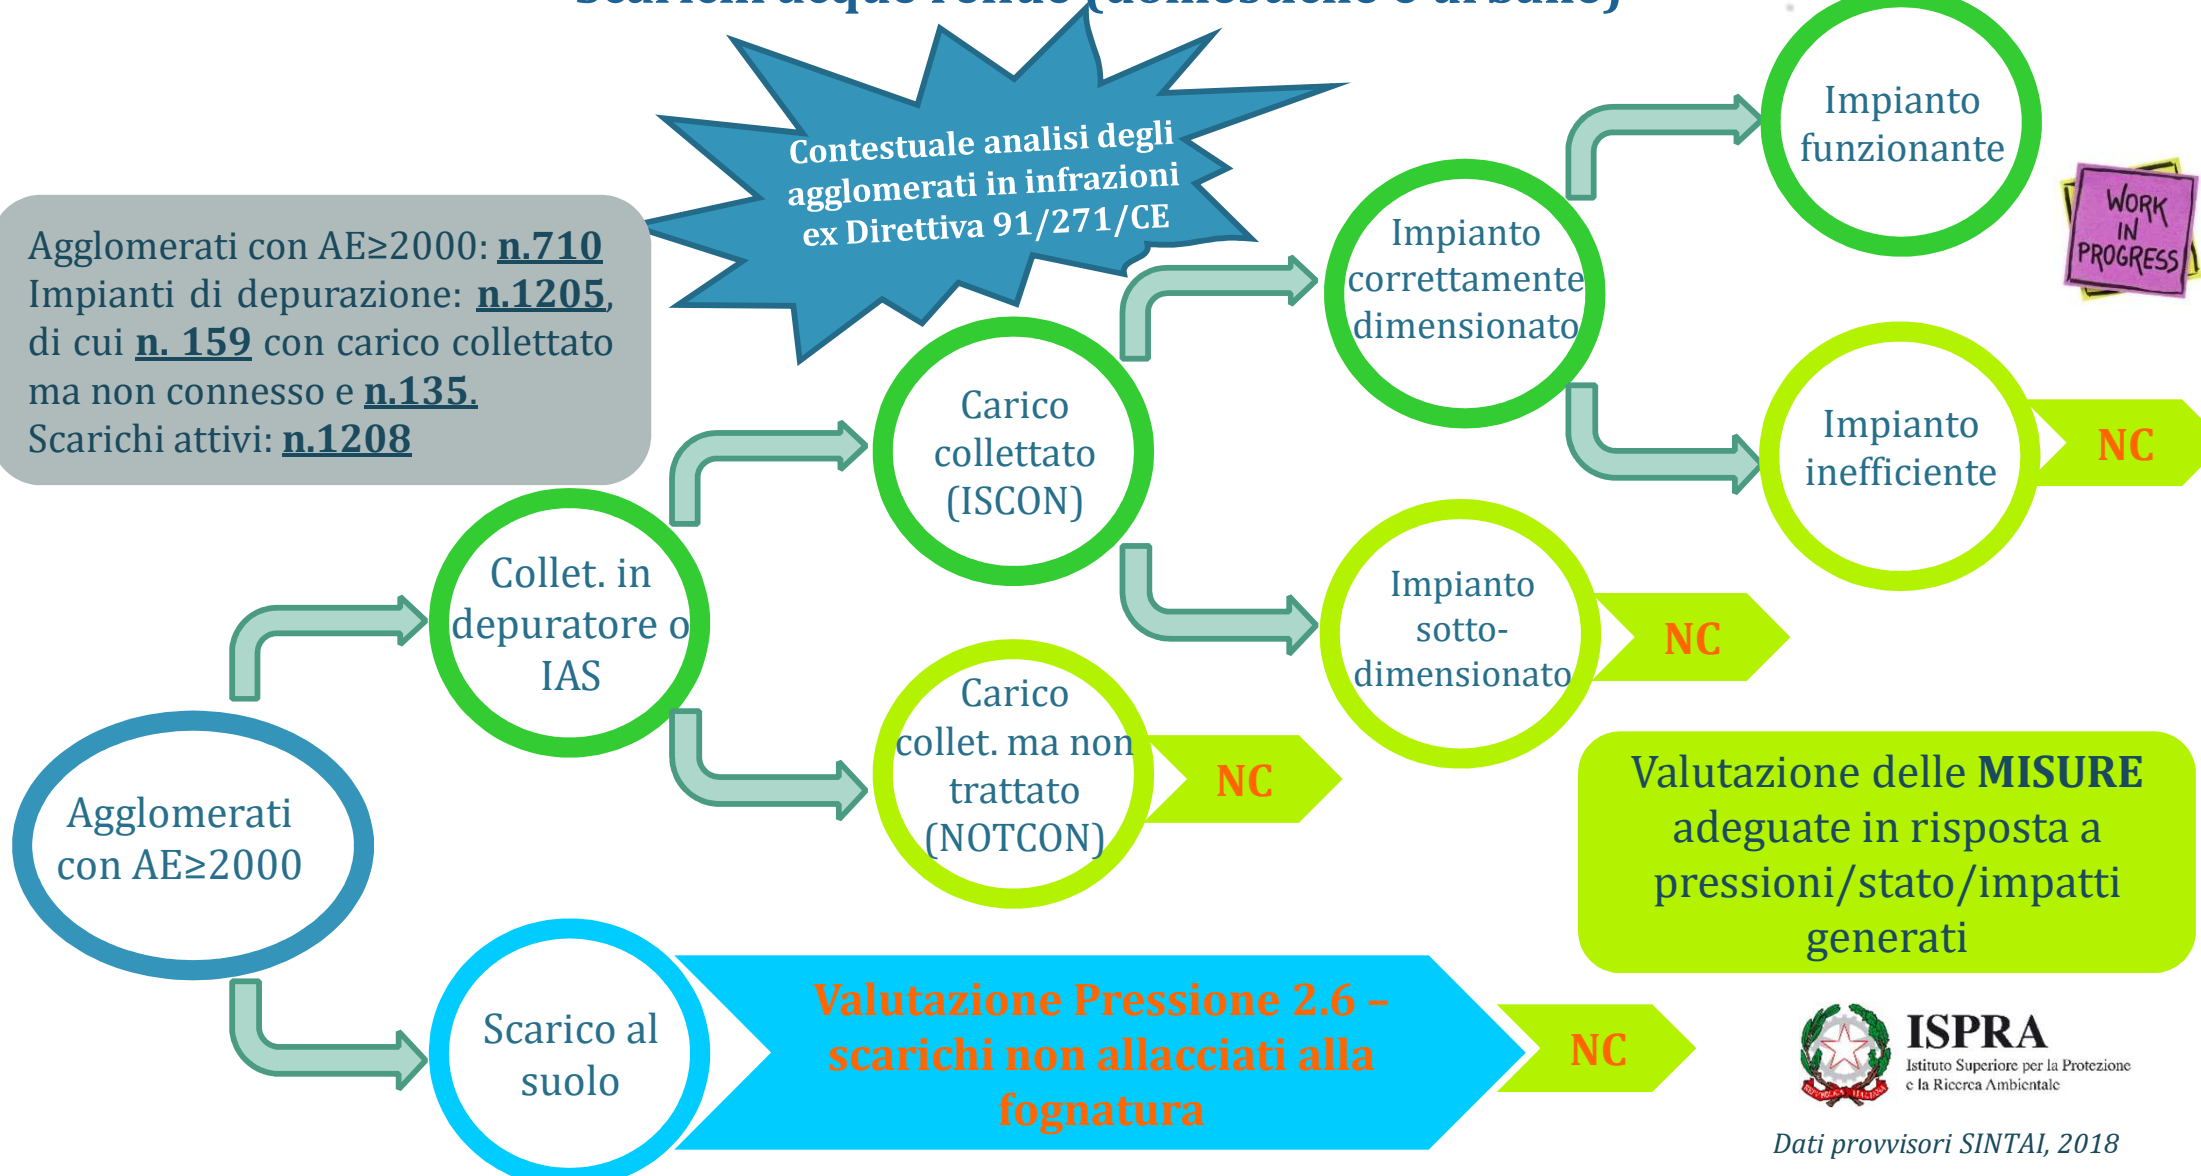 Scarichi acque reflue (domestiche o urbane)
Contestuale analisi degli
agglomerati in infrazioni
ex Direttiva 91/271/CE
Agglomerati con AE≥2000: n.710
Impianti di depurazione: n.1205,
di cui n. 159 con carico collettato
ma non connesso e n.135.
Scarichi attivi: n.1208
Impianto
funzionante
WORK
IN
PROGRESS
Impianto
correttamente
dimensionato
Carico
collettato
(ISCON)
Impianto
inefficiente
NC
Collet. in
depuratore o
IAS
Impianto
sotto-
dimensionato
NC
Carico
collet. ma non
trattato
(NOTCON)
NC
Agglomerati
con AE≥2000
Valutazione delle MISURE
adeguate in risposta a
pressioni/stato/impatti
generati
Scarico al
suolo
Valutazione Pressione 2.6 –
scarichi non allacciati alla
fognatura
NC
ISPRA
Istituto Superiore per la Protezione
e la Ricerca Ambientale
Dati provvisori SINTAI, 2018